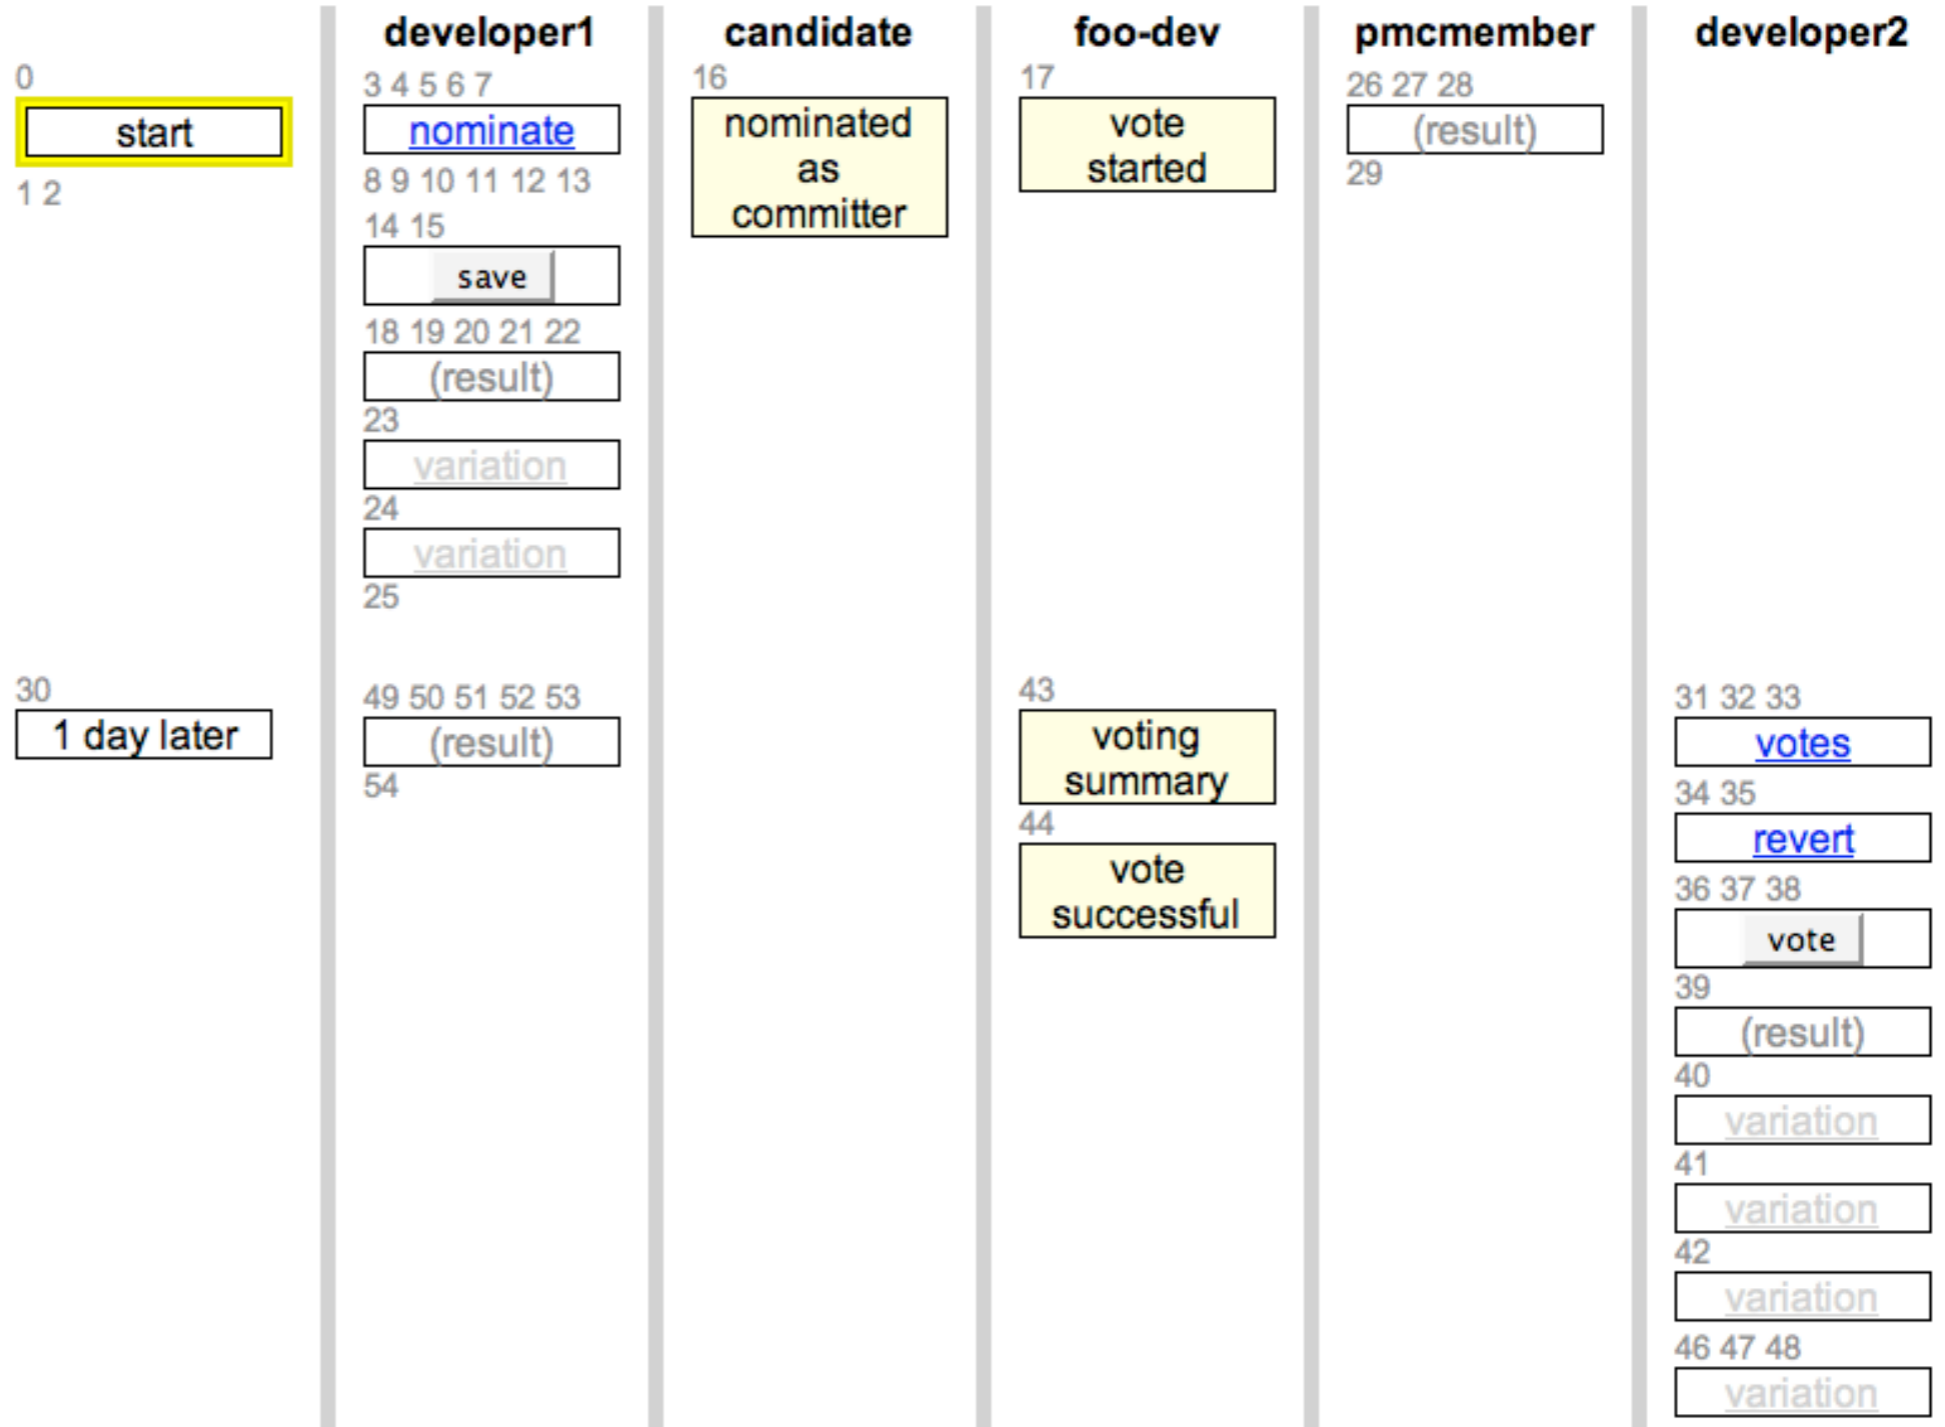 developer1
candidate
foo-dev
pmcmember
developer2
0
start
1 2
3 4 5 6 7
nominate
8 9 10 11 12 13
14 15
save
18 19 20 21 22
(result)
23
variation
24
variation
25
16
nominated
as
committer
17
vote
started
26 27 28
(result)
29
30
1 day later
49 50 51 52 53
(result)
54
43
voting
summary
44
vote
successful
31 32 33
votes
34 35
revert
36 37 38
vote
39
(result)
40
variation
41
variation
42
variation
46 47 48
variation